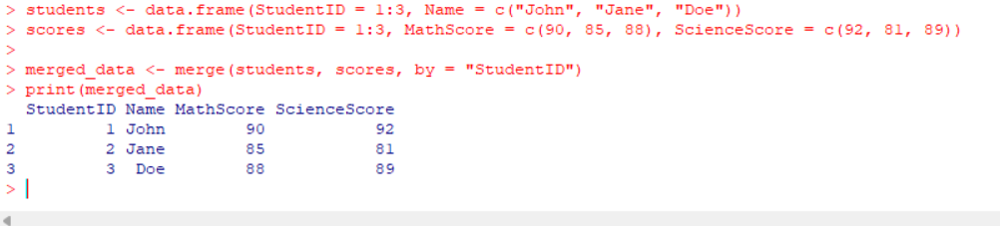 > students <- data.frame(StudentID = 1:3, Name = c("John", "Jane", "Doe"))
> scores <- data.frame(StudentID = 1:3, MathScore = c(90, 85, 88), ScienceScore = c(92, 81, 89))
>
> merged_data <- merge(students, scores, by = "StudentID")
> print(merged_data)
  StudentID Name MathScore ScienceScore
1         1 John        90           92
2         2 Jane        85           81
3         3  Doe        88           89
>